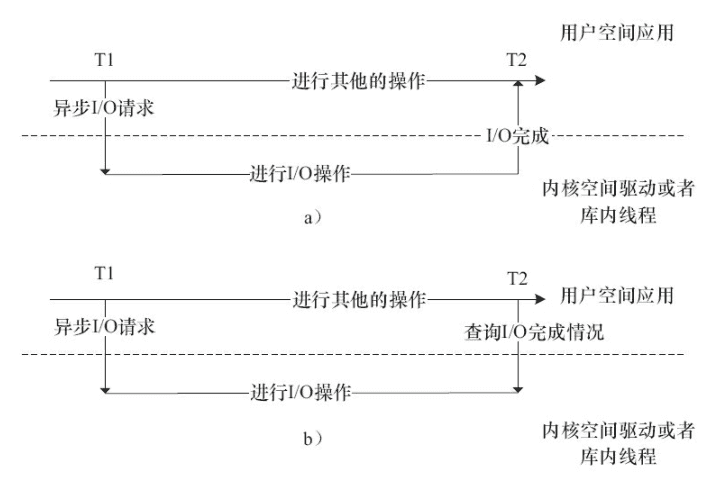 用户空间应用
T1
T2
进行其他的操作
异步I/O请求
I/O完成
进行I/O操作
内核空间驱动或者
库内线程
a）
T1
T2
进行其他的操作
用户空间应用
异步I/O请求
查询I/O完成情况
进行I/O操作
内核空间驱动或者
库内线程
b）